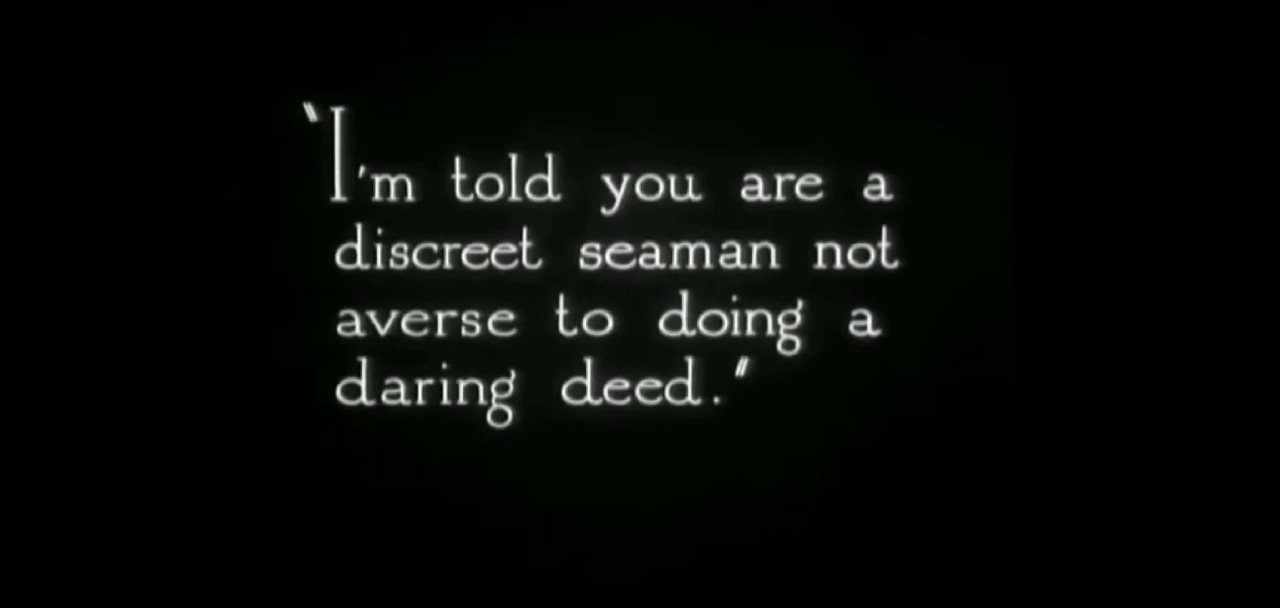 "I'm told you are a
discreet seaman not
averse to doing a
daring deed."